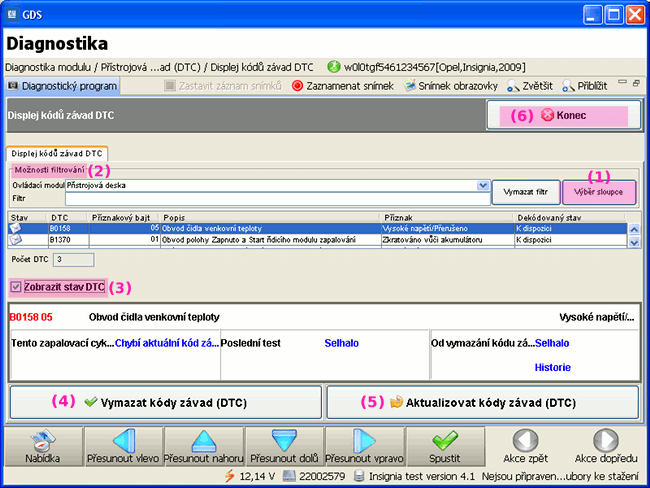 GDS
Diagnostika
Diagnostika modulu / Přístrojová ...ad (DTC) / Displej kódů závad DTC w0l0tgf5461234567[Opel,Insignia,2009]
Diagnostický program Zastavit záznam snímků Zaznamenat snímek Snímek obrazovky Zvětšit Přiblížit
Displej kódů závad DTC (6) Konec
Displej kódů závad DTC
Možnosti filtrování (2) (1)
Ovládací modul Přístrojová deska Vymazat filtr Výběr sloupce
Filtr
Stav DTC Příznakový bajt Popis Příznak Dekódovaný stav
B0158 05 Obvod čidla venkovní teploty Vysoké napětí/Přerušeno K dispozici
B1370 01 Obvod polohy Zapnuto a Start řídicího modulu zapalování Zkratováno vůči akumulátoru K dispozici
Počet DTC 3
Zobrazit stav DTC (3)
B0158 05 Obvod čidla venkovní teploty Vysoké napětí/...
Tento zapalovací cyk... Chybí aktuální kód zá... Poslední test Selhalo Od vymazání kódu zá... Selhalo
Historie
(4) Vymazat kódy závad (DTC) (5) Aktualizovat kódy závad (DTC)
Nabídka Přesunout vlevo Přesunout nahoru Přesunout dolů Přesunout vpravo Spustit Akce zpět Akce dopředu
12,14 V 22002579 Insignia test version 4.1 Nejsou připraven...ubory ke stažení